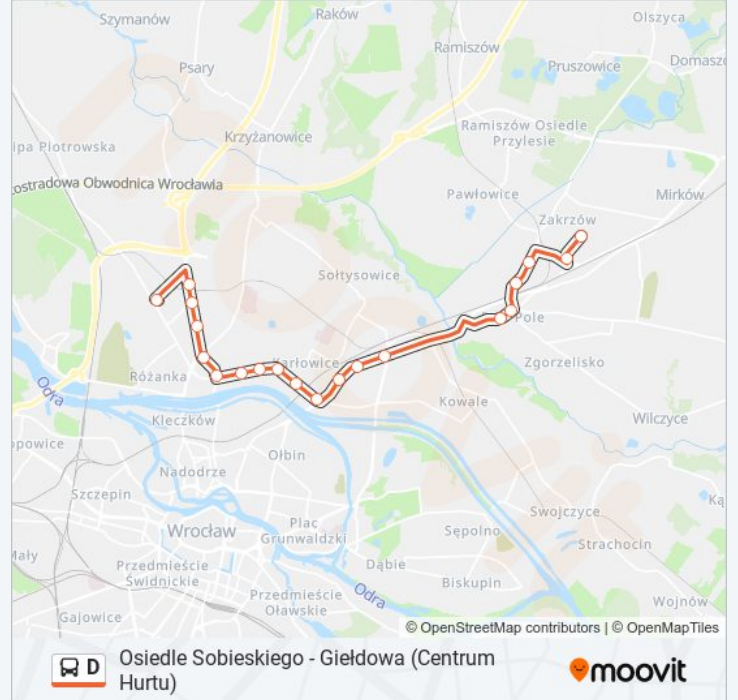 Szymanów
Raków
Olszyca
Ramiszów
Psary
Pruszowice
Domaszc
Krzyżanowice
Ramiszów Osiedle
Przylesie
ipa Piotrowska
ostradowa Obwodnica Wrocławia
Pawłowice
Mirków
Zakrzów
Sołtysowice
Pole
Karłowice
Zgorzelisko
Różanka
Odra
Kowale
Kleczków
Wilczyce
opowice
Ołbin
Nadodrze
Szczepin
Ką
Swojczyce
Wrocław
Plac
Grunwaldzki
Sępolno
Strachocin
Mały
Przedmieście
Świdnickie
Dąbie
Biskupin
Przedmieście
Oławskie
Odra
Wojnów
Gajowice
© OpenStreetMap contributors | © OpenMapTiles
D
Osiedle Sobieskiego - Giełdowa (Centrum
Hurtu)
moovit